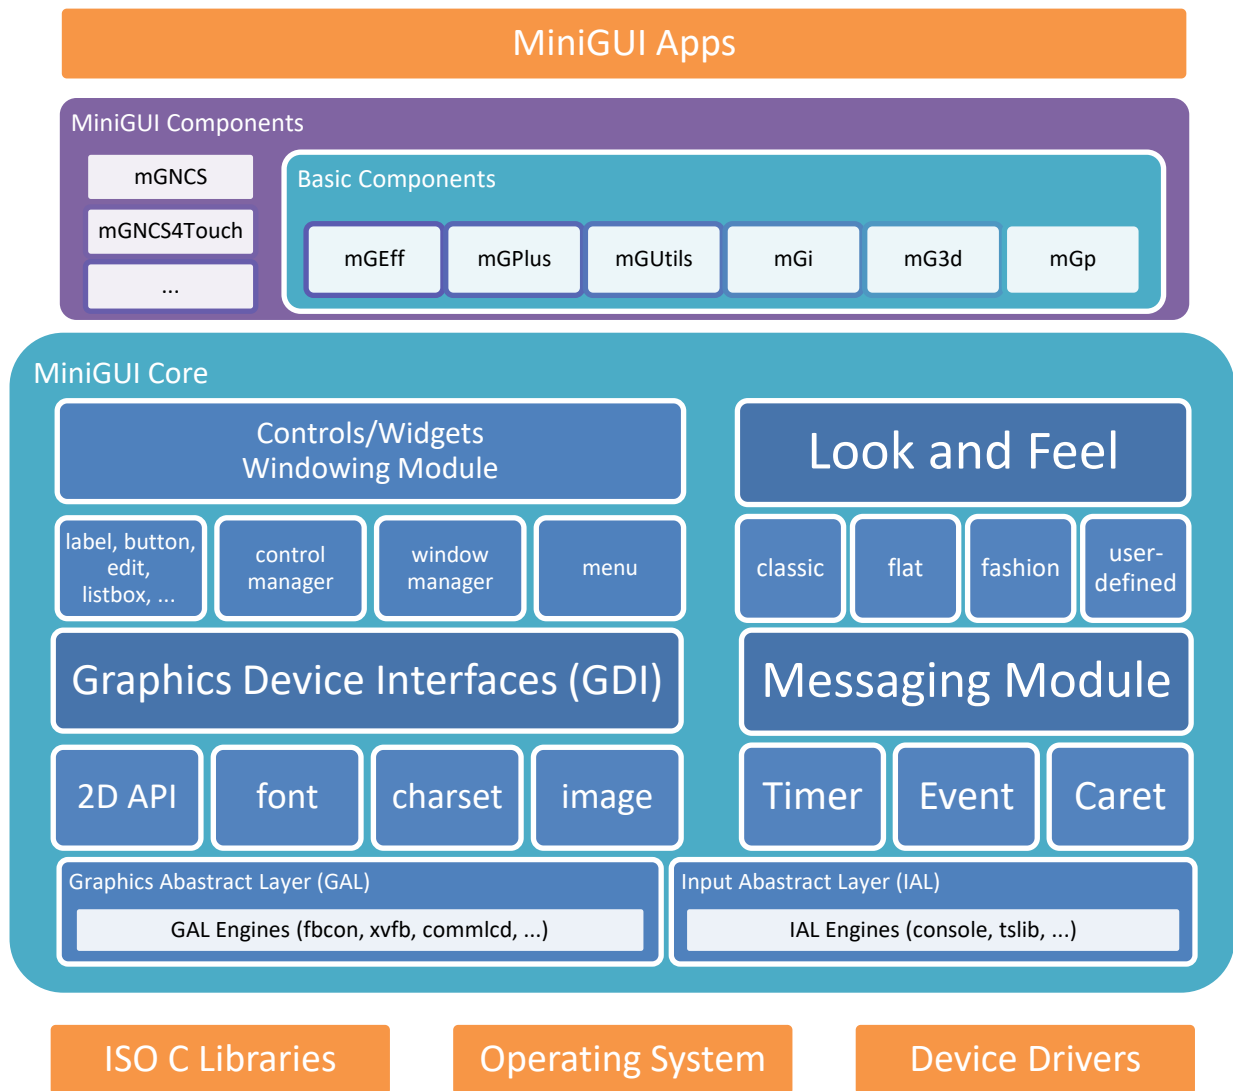 MiniGUI Apps
MiniGUI Components
mGNCS
mGNCS4Touch
...
Basic Components
mGEff
mGPlus
mGUtils
mGi
mG3d
mGp
MiniGUI Core
Controls/Widgets
Windowing Module
label, button,
edit,
listbox, ...
control
manager
window
manager
menu
Look and Feel
classic
flat
fashion
user-
defined
Graphics Device Interfaces (GDI)
2D API
font
charset
image
Messaging Module
Timer
Event
Caret
Graphics Abastract Layer (GAL)
GAL Engines (fbcon, xvfb, commlcd, ...)
Input Abastract Layer (IAL)
IAL Engines (console, tslib, ...)
ISO C Libraries
Operating System
Device Drivers